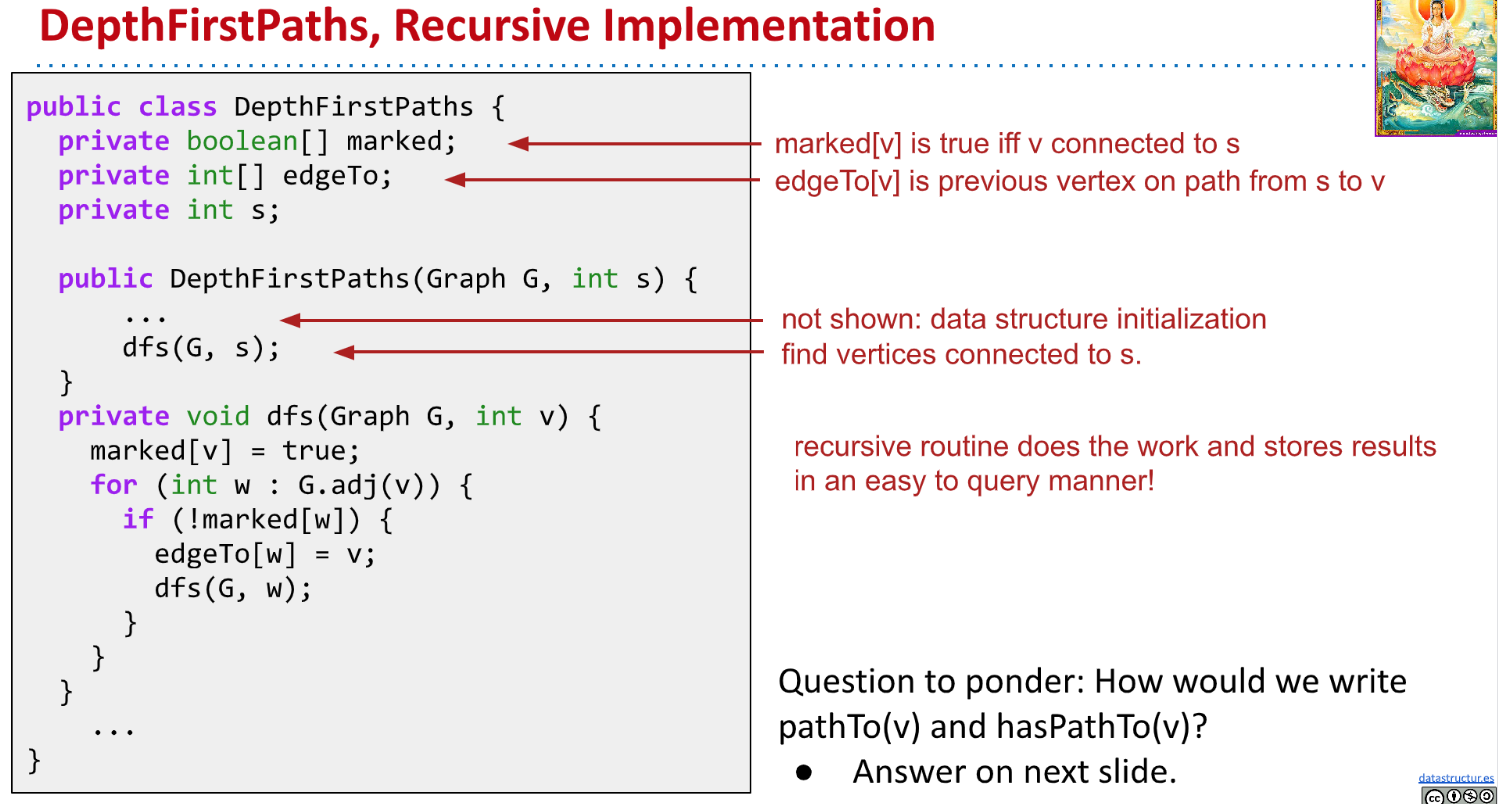 DepthFirstPaths, Recursive Implementation
public class DepthFirstPaths {
  private boolean[] marked;
  private int[] edgeTo;
  private int s;
  public DepthFirstPaths(Graph G, int s) {
      ...
      dfs(G, s);
  }
  private void dfs(Graph G, int v) {
    marked[v] = true;
    for (int w : G.adj(v)) {
      if (!marked[w]) {
        edgeTo[w] = v;
        dfs(G, w);
      }
    }
  }
    ...
}
marked[v] is true iff v connected to s
edgeTo[v] is previous vertex on path from s to v
not shown: data structure initialization
find vertices connected to s.
recursive routine does the work and stores results
in an easy to query manner!
Question to ponder: How would we write
pathTo(v) and hasPathTo(v)?
● Answer on next slide.
datastructur.es
cc